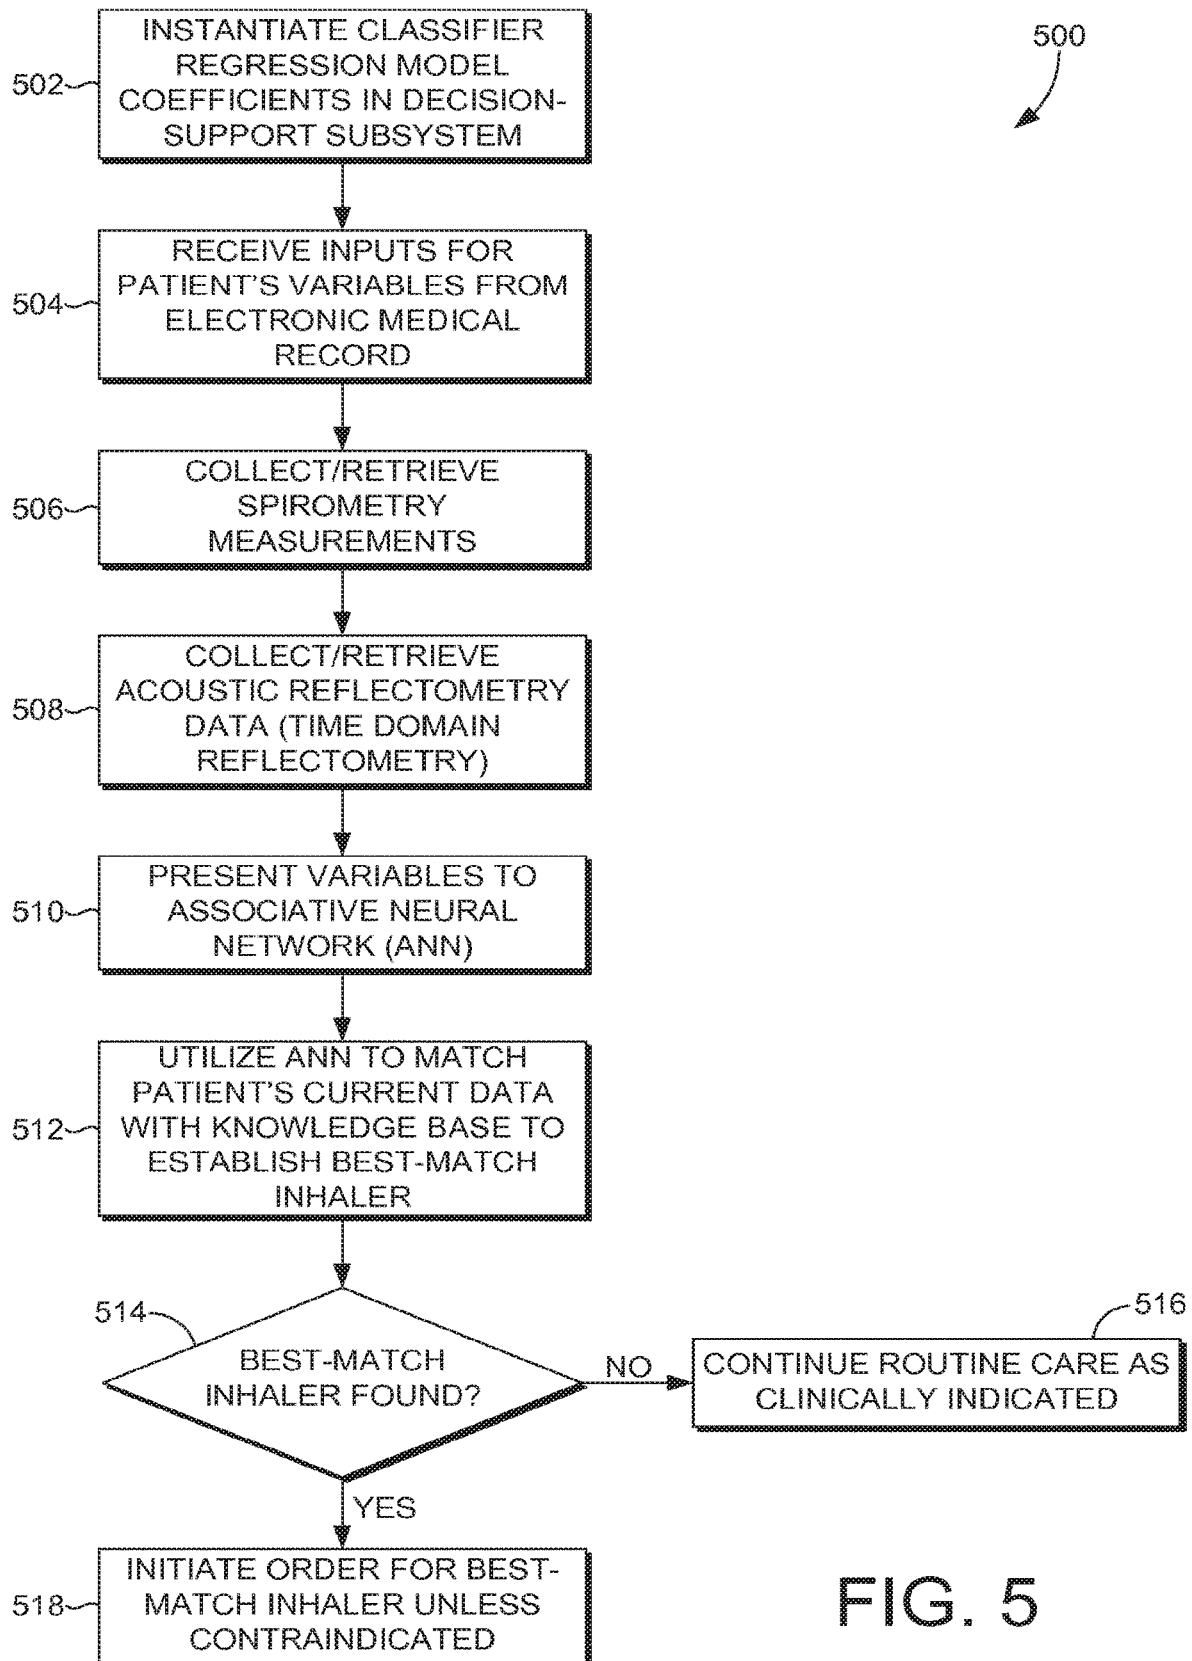 500
502
INSTANTIATE CLASSIFIER
REGRESSION MODEL
COEFFICIENTS IN DECISION-
SUPPORT SUBSYSTEM
504
RECEIVE INPUTS FOR
PATIENT'S VARIABLES FROM
ELECTRONIC MEDICAL
RECORD
506
COLLECT/RETRIEVE
SPIROMETRY
MEASUREMENTS
508
COLLECT/RETRIEVE
ACOUSTIC REFLECTOMETRY
DATA (TIME DOMAIN
REFLECTOMETRY)
510
PRESENT VARIABLES TO
ASSOCIATIVE NEURAL
NETWORK (ANN)
512
UTILIZE ANN TO MATCH
PATIENT'S CURRENT DATA
WITH KNOWLEDGE BASE TO
ESTABLISH BEST-MATCH
INHALER
514
BEST-MATCH
INHALER FOUND?
NO
516
CONTINUE ROUTINE CARE AS
CLINICALLY INDICATED
YES
518
INITIATE ORDER FOR BEST-
MATCH INHALER UNLESS
CONTRAINDICATED
FIG. 5